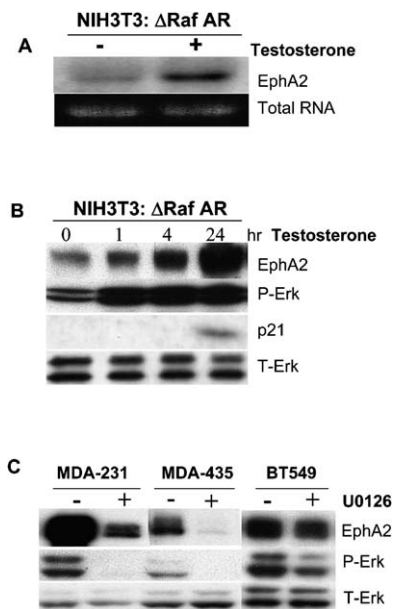 NIH3T3: ΔRaf AR
A
- + Testosterone
EphA2
Total RNA
B
NIH3T3: ΔRaf AR
0 1 4 24 hr Testosterone
EphA2
P-Erk
p21
T-Erk
C
MDA-231 MDA-435 BT549
- + - + - + U0126
EphA2
P-Erk
T-Erk